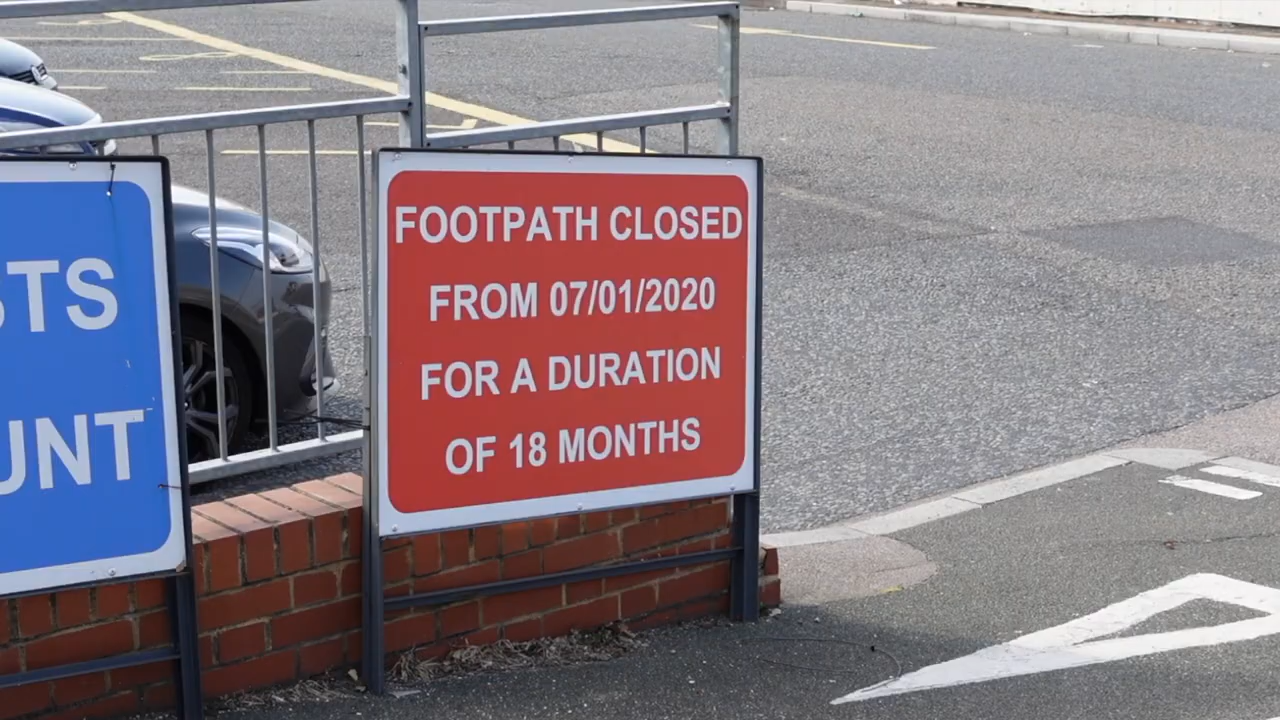 FOOTPATH CLOSED
FROM 07/01/2020
FOR A DURATION
OF 18 MONTHS
STS
UNT